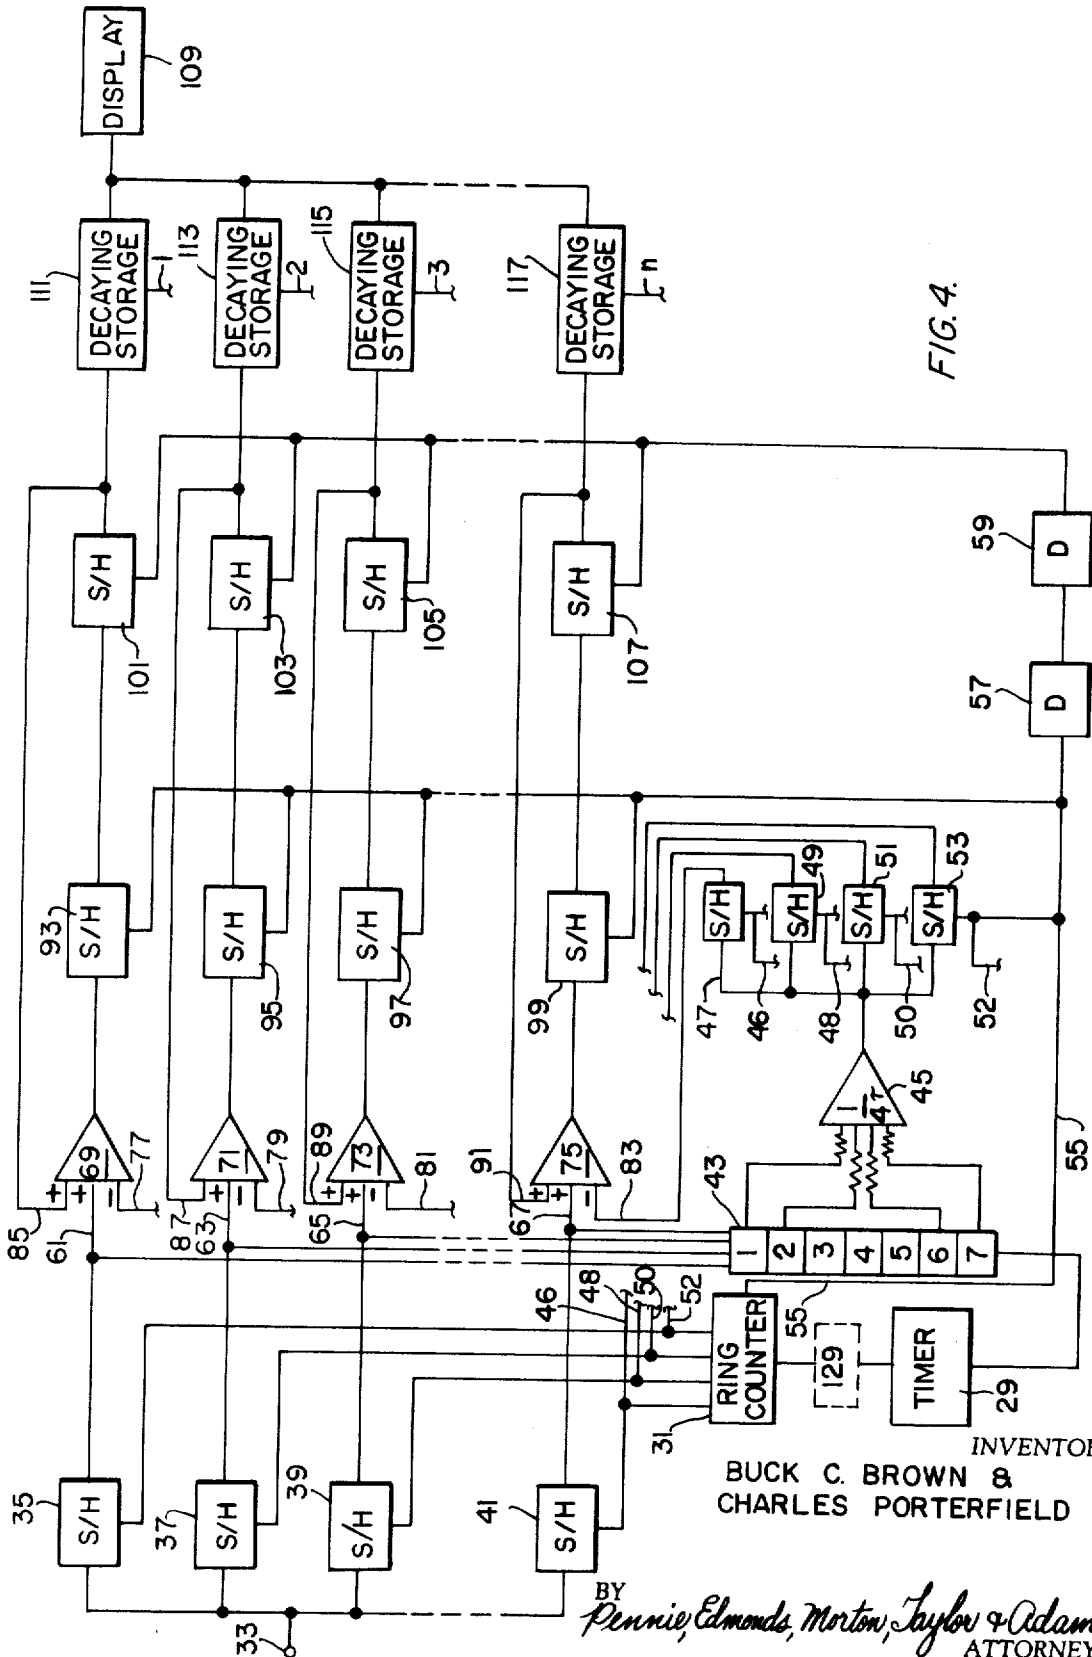 DISPLAY
109
111
DECAYING
STORAGE
1
113
DECAYING
STORAGE
2
115
DECAYING
STORAGE
3
117
DECAYING
STORAGE
n
FIG. 4.
S/H
101
S/H
103
S/H
105
S/H
107
59
D
57
D
93
S/H
95
S/H
97
S/H
99
S/H
85
61
+
+
-
69
77
87
63
+
-
71
79
89
65
+
+
-
73
81
91
67
+
+
-
75
83
47
S/H
46
S/H
49
48
S/H
51
50
S/H
53
52
1
4τ
45
55
43
1
2
3
4
5
6
7
46
48
50
52
RING
COUNTER
31
55
129
TIMER
29
35
S/H
37
S/H
39
S/H
41
S/H
33
INVENTOR
BUCK C. BROWN &
CHARLES PORTERFIELD
BY
Pennie, Edmonds, Morton, Taylor & Adam
ATTORNEY